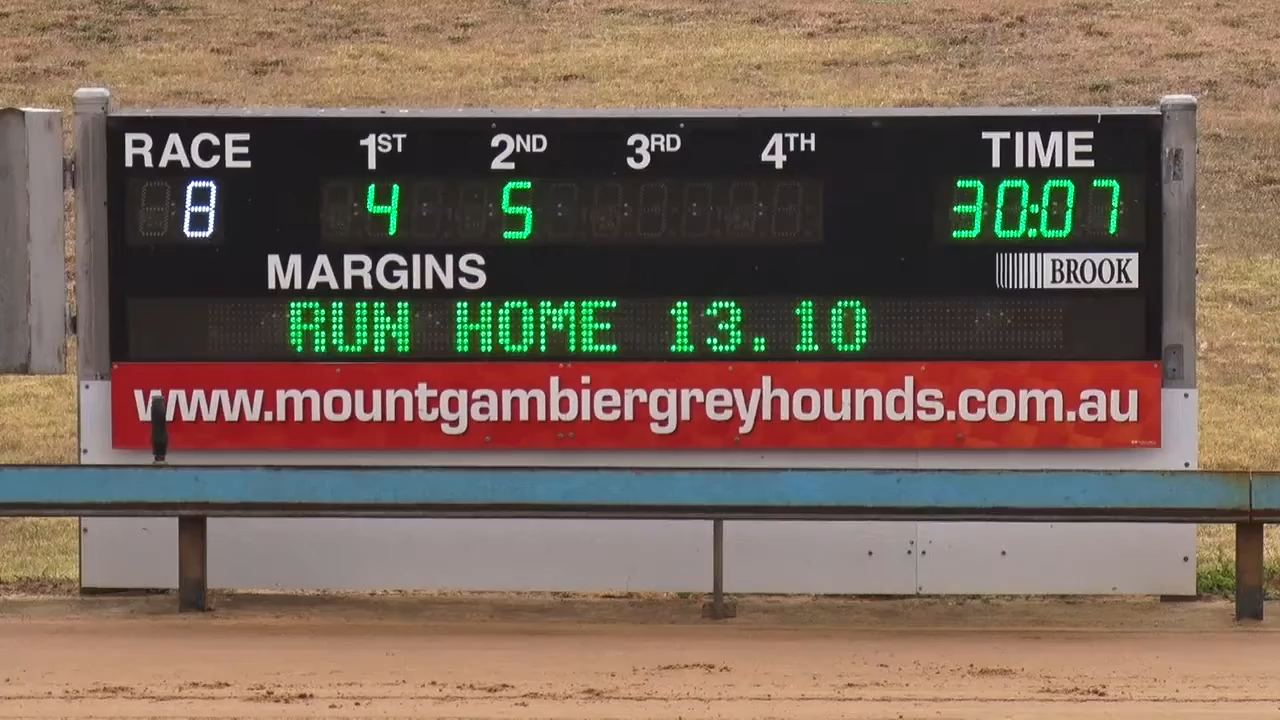 RACE 1ST 2ND 3RD 4TH TIME
8 4 5 30:07
MARGINS BROOK
RUN HOME 13.10
www.mountgambiergreyhounds.com.au